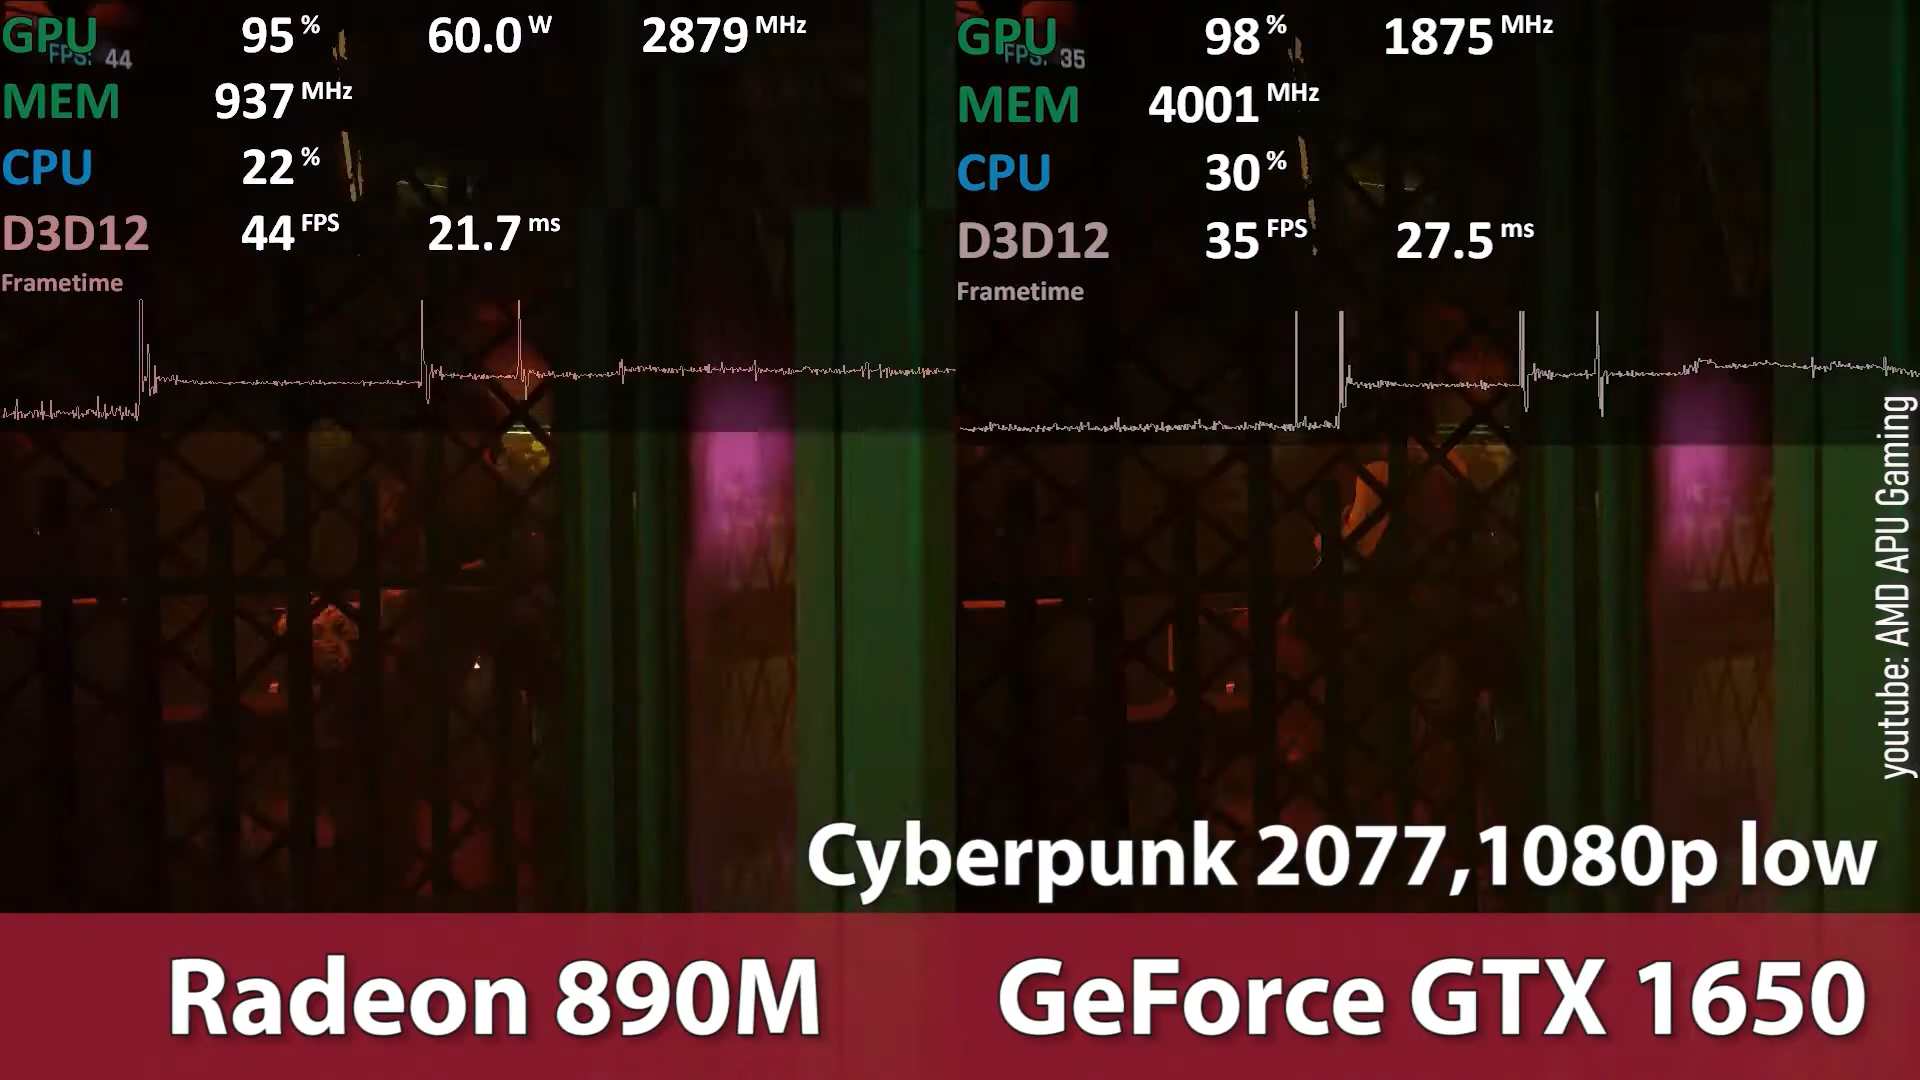 GPU 95 % 60.0 W 2879 MHz
FPS: 44
MEM 937 MHz
CPU 22 %
D3D12 44 FPS 21.7 ms
Frametime
GPU 98 % 1875 MHz
FPS: 35
MEM 4001 MHz
CPU 30 %
D3D12 35 FPS 27.5 ms
Frametime
youtube: AMD APU Gaming
Cyberpunk 2077,1080p low
Radeon 890M
GeForce GTX 1650